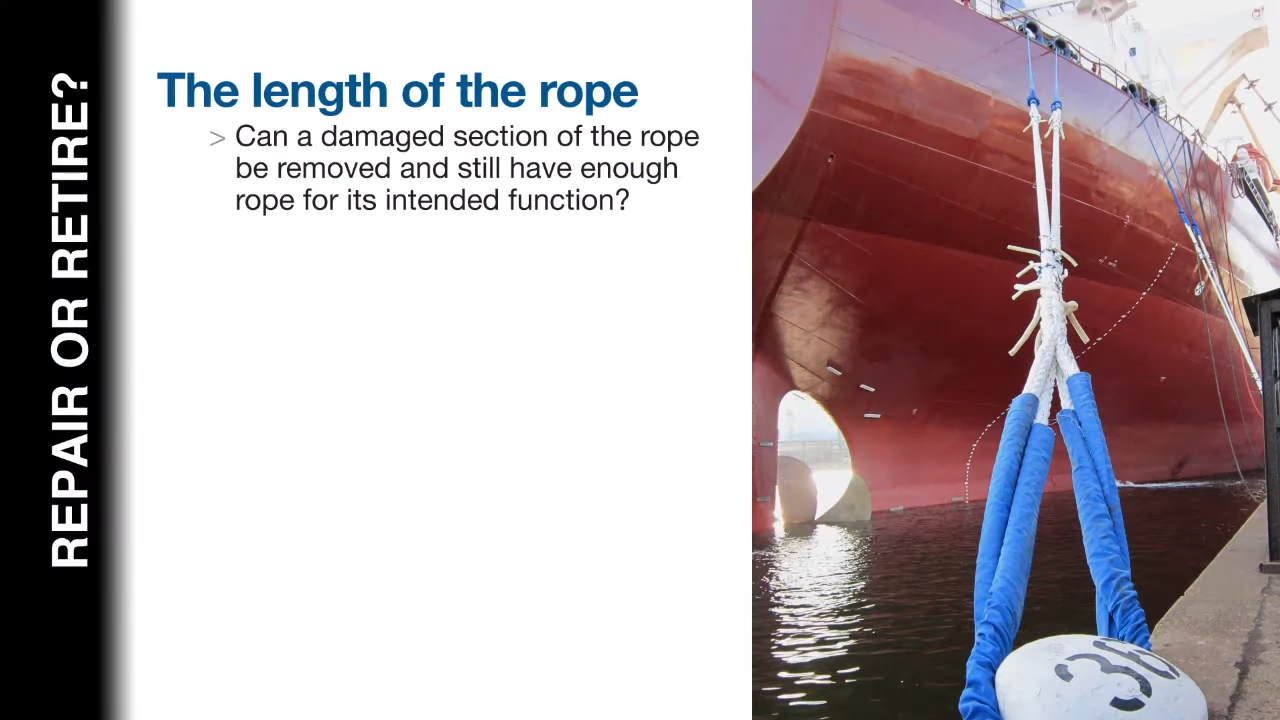 REPAIR OR RETIRE?
The length of the rope
> Can a damaged section of the rope
be removed and still have enough
rope for its intended function?
36